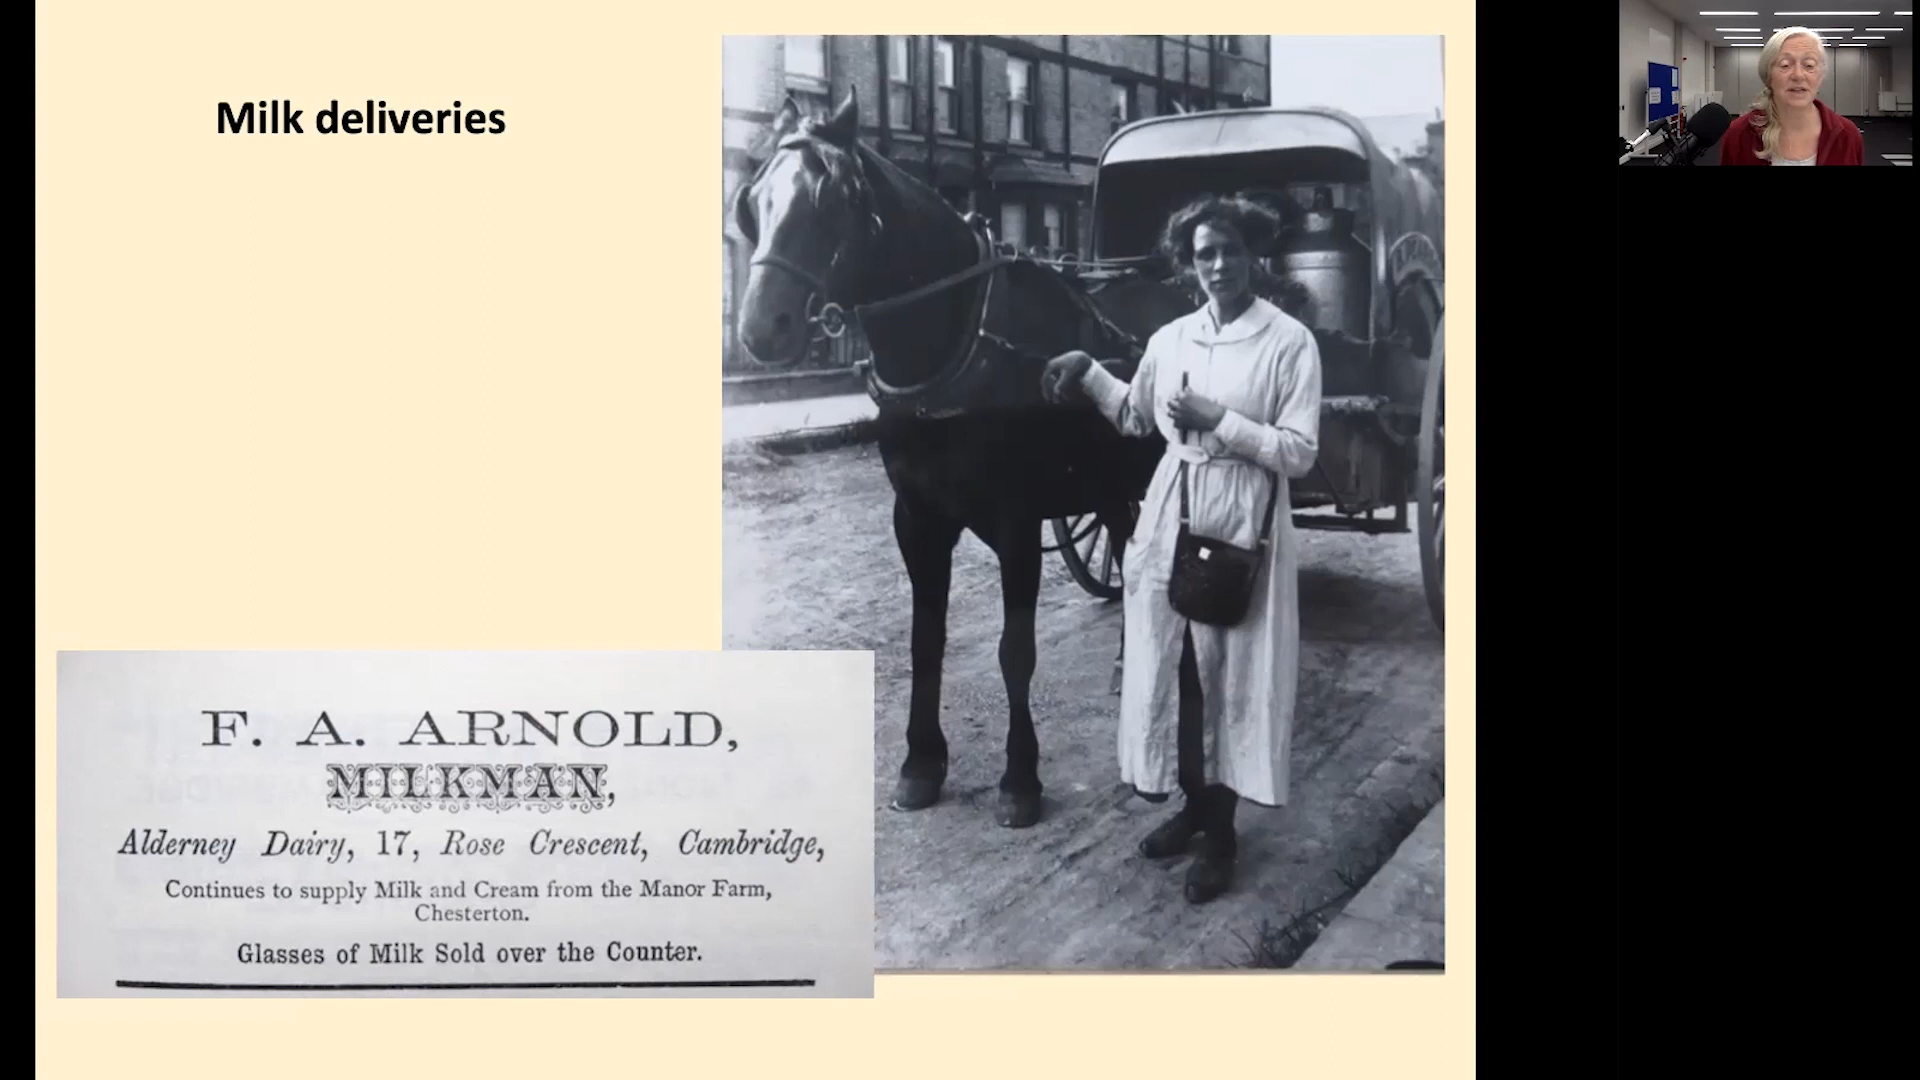 Milk deliveries
F. A. ARNOLD,
MILKMAN,
Alderney Dairy, 17, Rose Crescent, Cambridge,
Continues to supply Milk and Cream from the Manor Farm,
Chesterton.
Glasses of Milk Sold over the Counter.